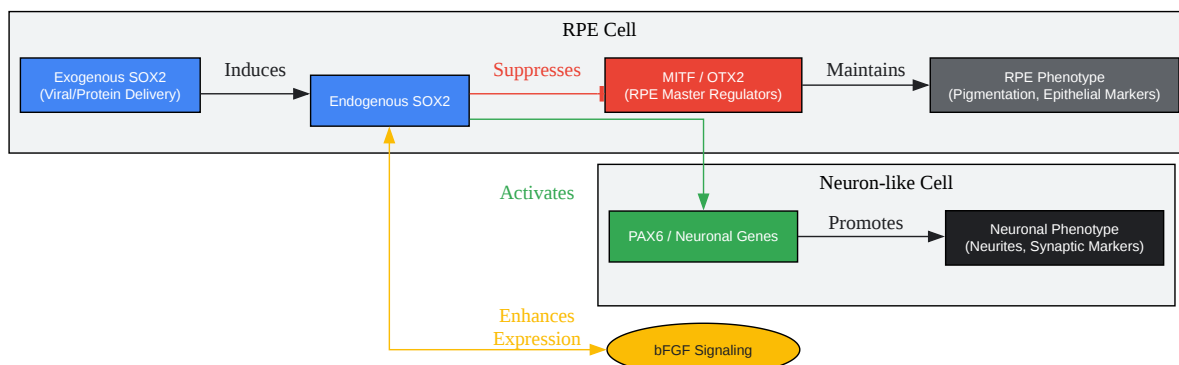 RPE Cell
Exogenous SOX2
(Viral/Protein Delivery)
Induces
Endogenous SOX2
Suppresses
MITF / OTX2
(RPE Master Regulators)
Maintains
RPE Phenotype
(Pigmentation, Epithelial Markers)
Neuron-like Cell
Activates
PAX6 / Neuronal Genes
Promotes
Neuronal Phenotype
(Neurites, Synaptic Markers)
Enhances
Expression
bFGF Signaling